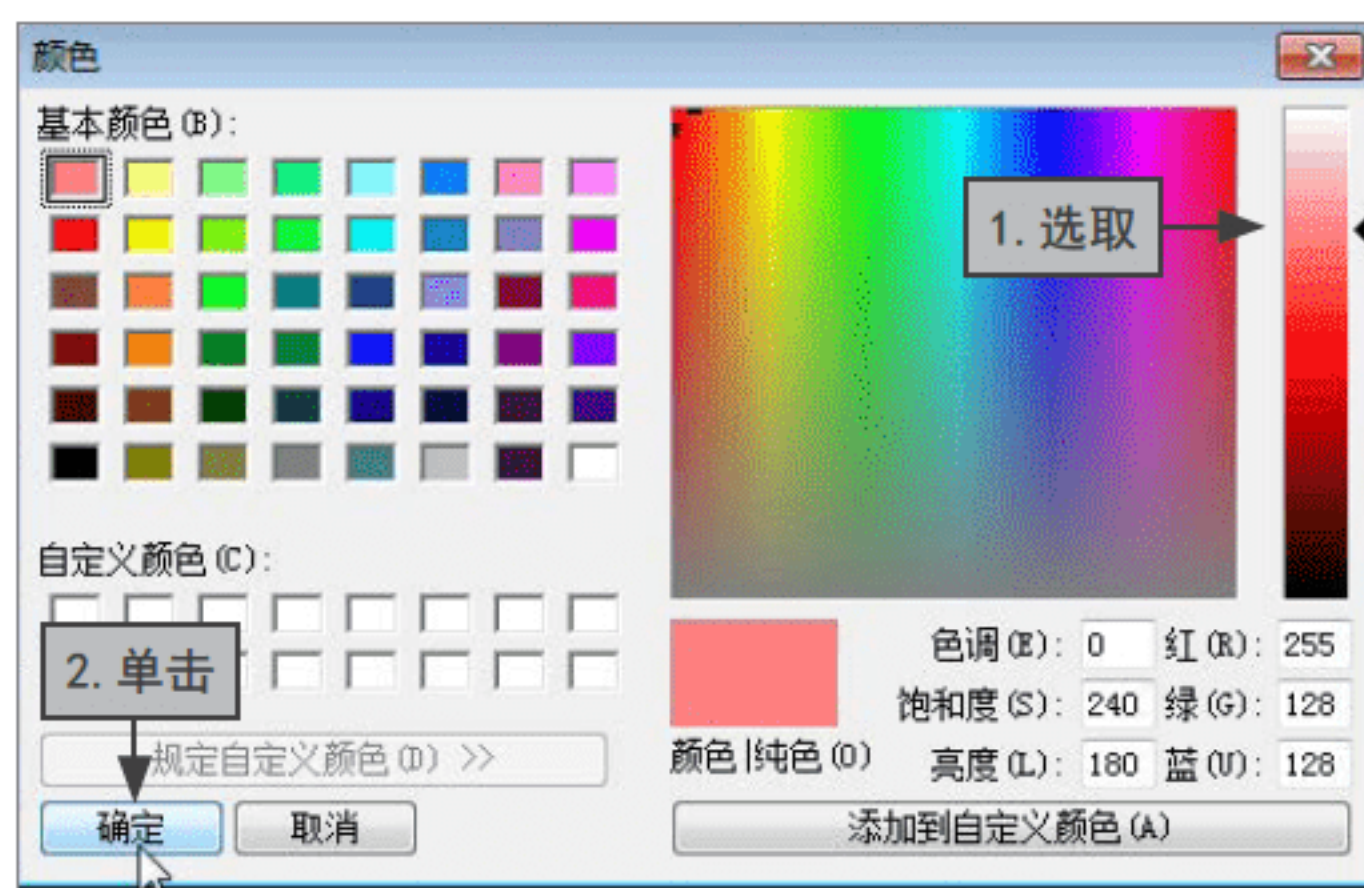 颜色
基本颜色(B):
1. 选取
自定义颜色(C):
2. 单击
规定自定义颜色(D) >>
确定
取消
颜色|纯色(O)
色调(E): 0 红(R): 255
饱和度(S): 240 绿(G): 128
亮度(L): 180 蓝(U): 128
添加到自定义颜色(A)